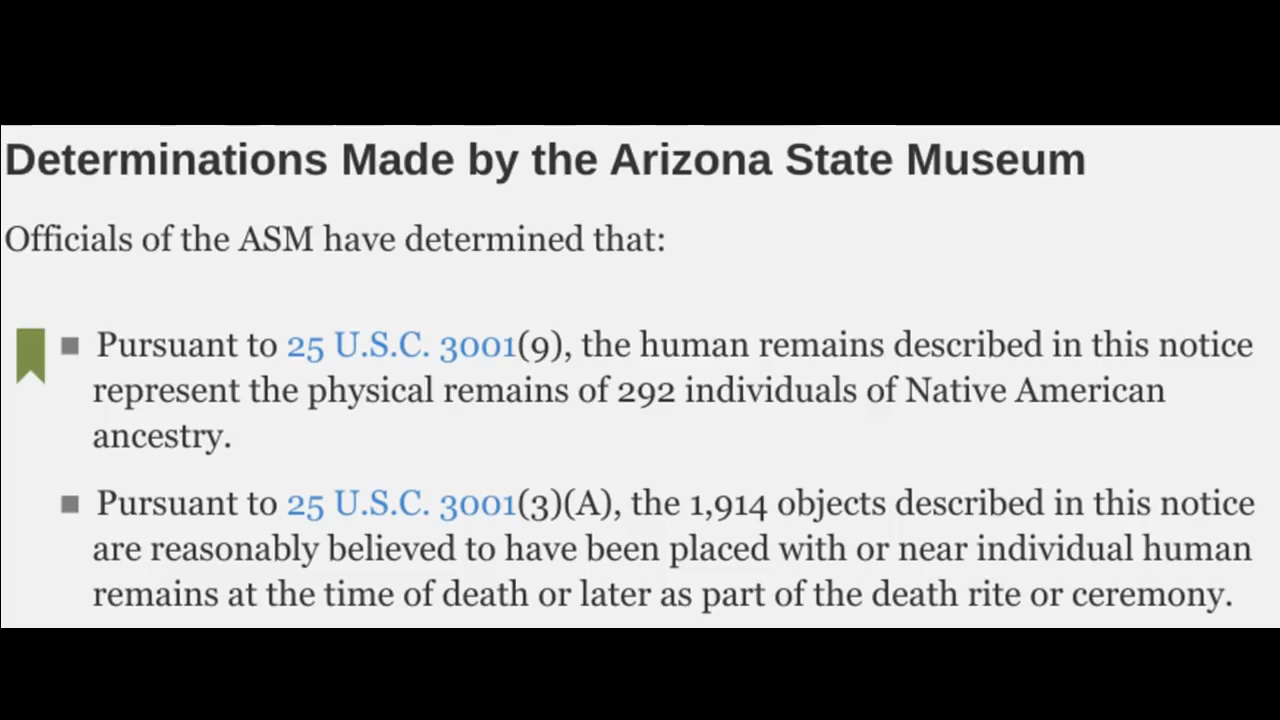 Determinations Made by the Arizona State Museum
Officials of the ASM have determined that:
■ Pursuant to 25 U.S.C. 3001(9), the human remains described in this notice
represent the physical remains of 292 individuals of Native American
ancestry.
■ Pursuant to 25 U.S.C. 3001(3)(A), the 1,914 objects described in this notice
are reasonably believed to have been placed with or near individual human
remains at the time of death or later as part of the death rite or ceremony.